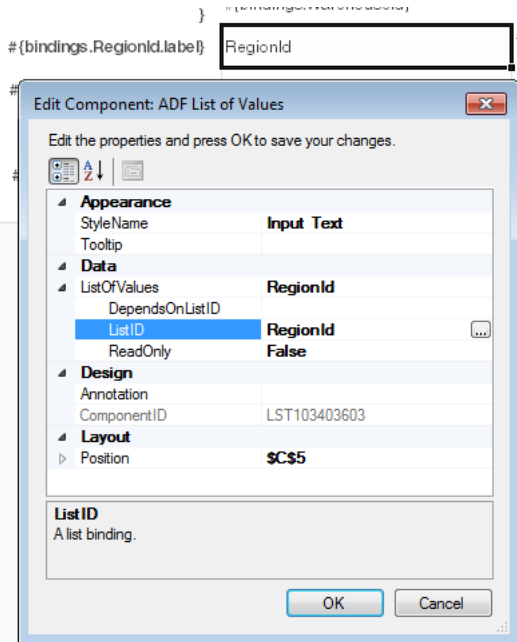 }
#{bindings.RegionId.label} RegionId
#
Edit Component: ADF List of Values
Edit the properties and press OK to save your changes.
#
Appearance
StyleName Input Text
Tooltip
Data
ListOfValues RegionId
DependsOnListID
ListID RegionId ...
ReadOnly False
Design
Annotation
ComponentID LST103403603
Layout
Position $C$5
ListID
A list binding.
OK Cancel